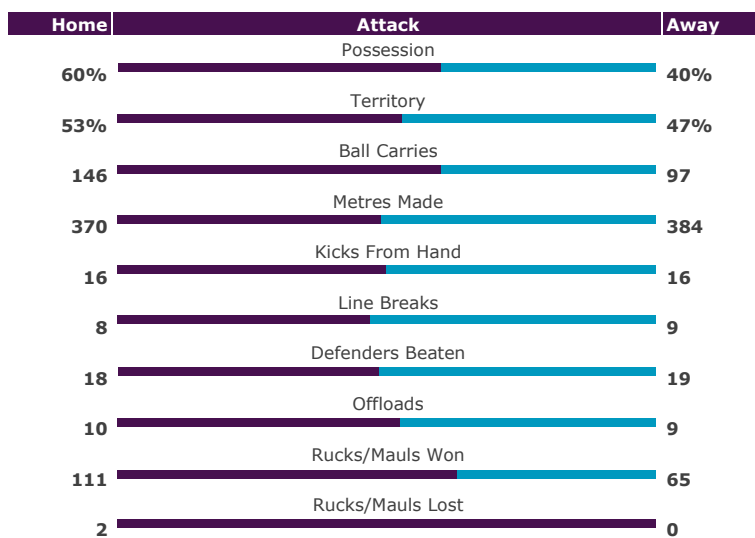 Home Attack Away
Possession
60% 40%
Territory
53% 47%
Ball Carries
146 97
Metres Made
370 384
Kicks From Hand
16 16
Line Breaks
8 9
Defenders Beaten
18 19
Offloads
10 9
Rucks/Mauls Won
111 65
Rucks/Mauls Lost
2 0